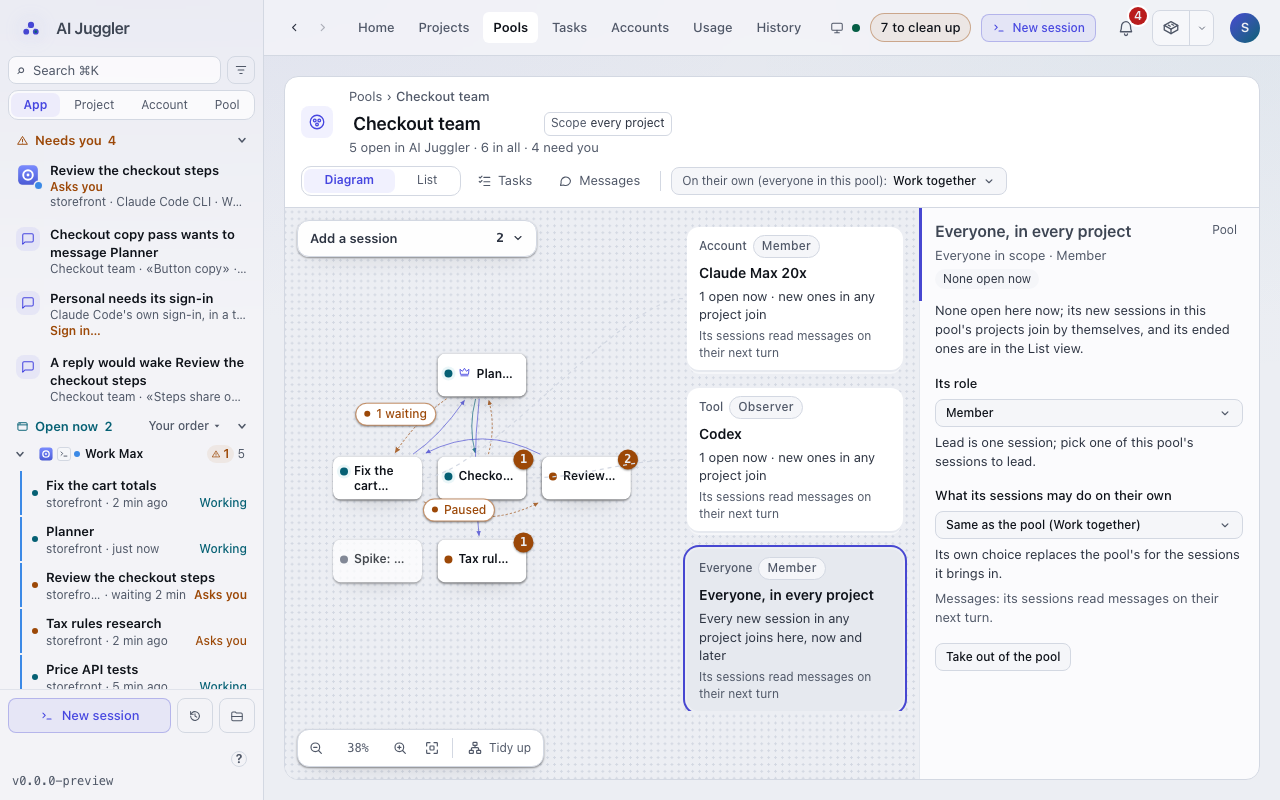 AI Juggler
Search ⌘K
App
Project
Account
Pool
Needs you 4
Review the checkout steps
Asks you
storefront · Claude Code CLI · W…
Checkout copy pass wants to
message Planner
Checkout team · «Button copy» ·…
Personal needs its sign-in
Claude Code's own sign-in, in a t…
Sign in…
A reply would wake Review the
checkout steps
Checkout team · «Steps share o…
Open now 2
Your order
Work Max
1
5
Fix the cart totals
storefront · 2 min ago
Working
Planner
storefront · just now
Working
Review the checkout steps
storefro… · waiting 2 min
Asks you
Tax rules research
storefront · 2 min ago
Asks you
Price API tests
storefront · 5 min ago
Working
New session
?
v0.0.0-preview
Home
Projects
Pools
Tasks
Accounts
Usage
History
7 to clean up
New session
4
S
Pools › Checkout team
Checkout team
Scope every project
5 open in AI Juggler · 6 in all · 4 need you
Diagram
List
Tasks
Messages
On their own (everyone in this pool): Work together
Add a session
2
Plan…
1 waiting
Fix the
cart…
Checko…
1
Review…
2
Paused
Spike: …
Tax rul…
1
38%
Tidy up
Account
Member
Claude Max 20x
1 open now · new ones in any
project join
Its sessions read messages on
their next turn
Tool
Observer
Codex
1 open now · new ones in any
project join
Its sessions read messages on
their next turn
Everyone
Member
Everyone, in every project
Every new session in any
project joins here, now and
later
Its sessions read messages on
their next turn
Everyone, in every project
Pool
Everyone in scope · Member
None open now
None open here now; its new sessions in this
pool's projects join by themselves, and its ended
ones are in the List view.
Its role
Member
Lead is one session; pick one of this pool's
sessions to lead.
What its sessions may do on their own
Same as the pool (Work together)
Its own choice replaces the pool's for the sessions
it brings in.
Messages: its sessions read messages on their
next turn.
Take out of the pool